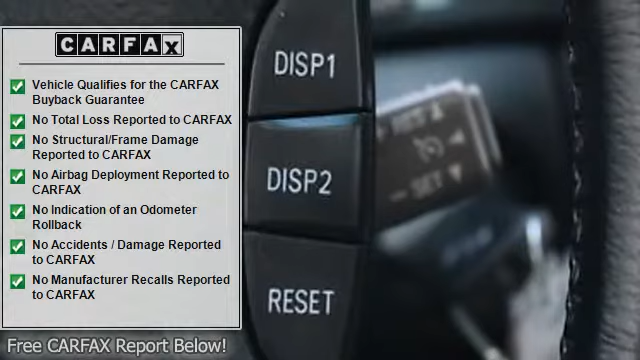 CARFAX
Vehicle Qualifies for the CARFAX
Buyback Guarantee
No Total Loss Reported to CARFAX
No Structural/Frame Damage
Reported to CARFAX
No Airbag Deployment Reported to
CARFAX
No Indication of an Odometer
Rollback
No Accidents / Damage Reported
to CARFAX
No Manufacturer Recalls Reported
to CARFAX
Free CARFAX Report Below!
DISP1
DISP2
RESET
RES ▲
— SET ▼